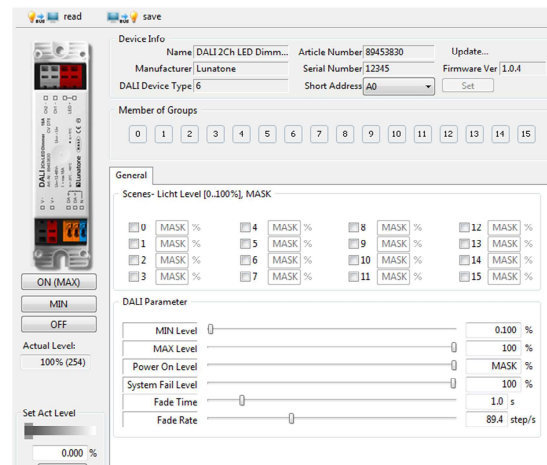 read save
Device Info
Name DALI 2Ch LED Dimm... Article Number 89453830 Update...
Manufacturer Lunatone Serial Number 12345 Firmware Ver 1.0.4
DALI Device Type 6 Short Address A0 Set
Member of Groups
0 1 2 3 4 5 6 7 8 9 10 11 12 13 14 15
General
Scenes- Licht Level [0..100%], MASK
0 MASK % 4 MASK % 8 MASK % 12 MASK %
1 MASK % 5 MASK % 9 MASK % 13 MASK %
2 MASK % 6 MASK % 10 MASK % 14 MASK %
3 MASK % 7 MASK % 11 MASK % 15 MASK %
ON (MAX)
MIN
OFF
Actual Level:
100% (254)
DALI Parameter
MIN Level 0.100 %
MAX Level 100 %
Power On Level MASK %
System Fail Level 100 %
Fade Time 1.0 s
Fade Rate 89.4 step/s
Set Act Level
0.000 %